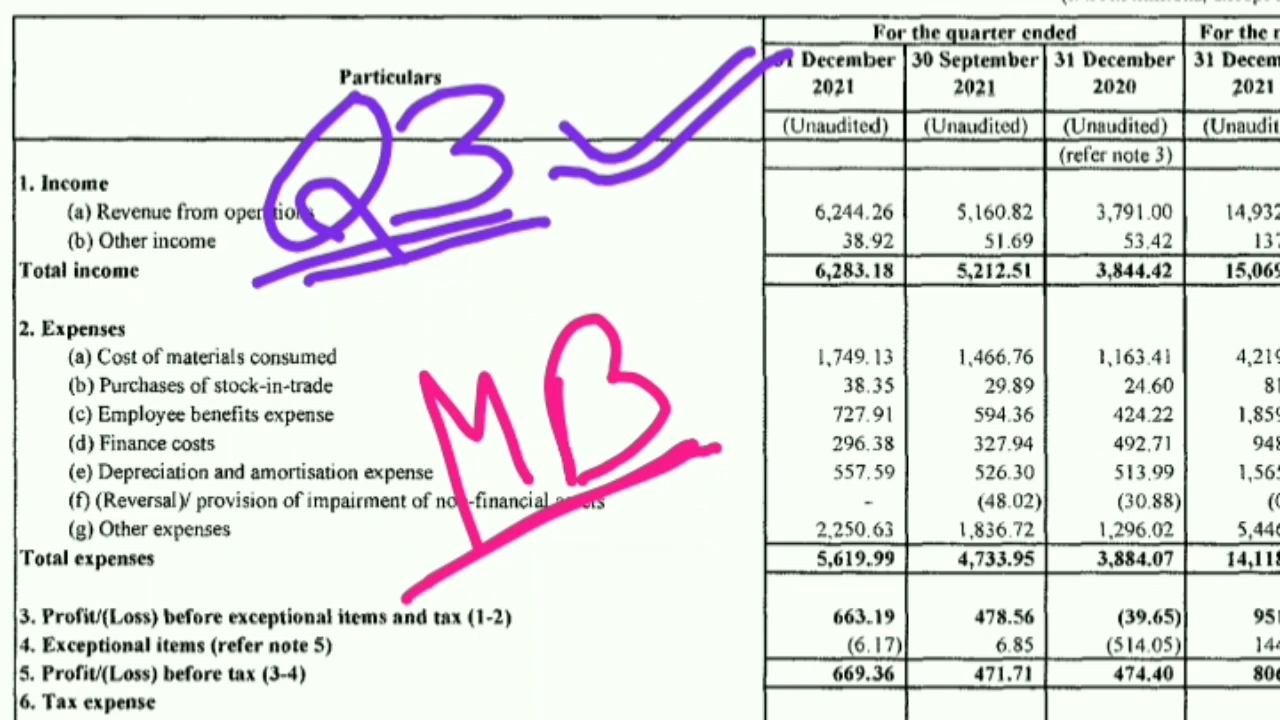 For the quarter ended For the
Particulars 31 December 30 September 31 December 31
2021 2021 2020 2021
(Unaudited) (Unaudited) (Unaudited)
(refer note 3)
Q3
1. Income
(a) Revenue from operations 6,244.26 5,160.82 3,791.00
(b) Other income 38.92 51.69 53.42
Total income 6,283.18 5,212.51 3,844.42
2. Expenses
(a) Cost of materials consumed 1,749.13 1,466.76 1,163.41
(b) Purchases of stock-in-trade 38.35 29.89 24.60
MB
(c) Employee benefits expense 727.91 594.36 424.22
(d) Finance costs 296.38 327.94 492.71
(e) Depreciation and amortisation expense 557.59 526.30 513.99
(f) (Reversal)/ provision of impairment of non-financial assets - (48.02) (30.88)
(g) Other expenses 2,250.63 1,836.72 1,296.02
Total expenses 5,619.99 4,733.95 3,884.07
3. Profit/(Loss) before exceptional items and tax (1-2) 663.19 478.56 (39.65)
4. Exceptional items (refer note 5) (6.17) 6.85 (514.05)
5. Profit/(Loss) before tax (3-4) 669.36 471.71 474.40
6. Tax expense